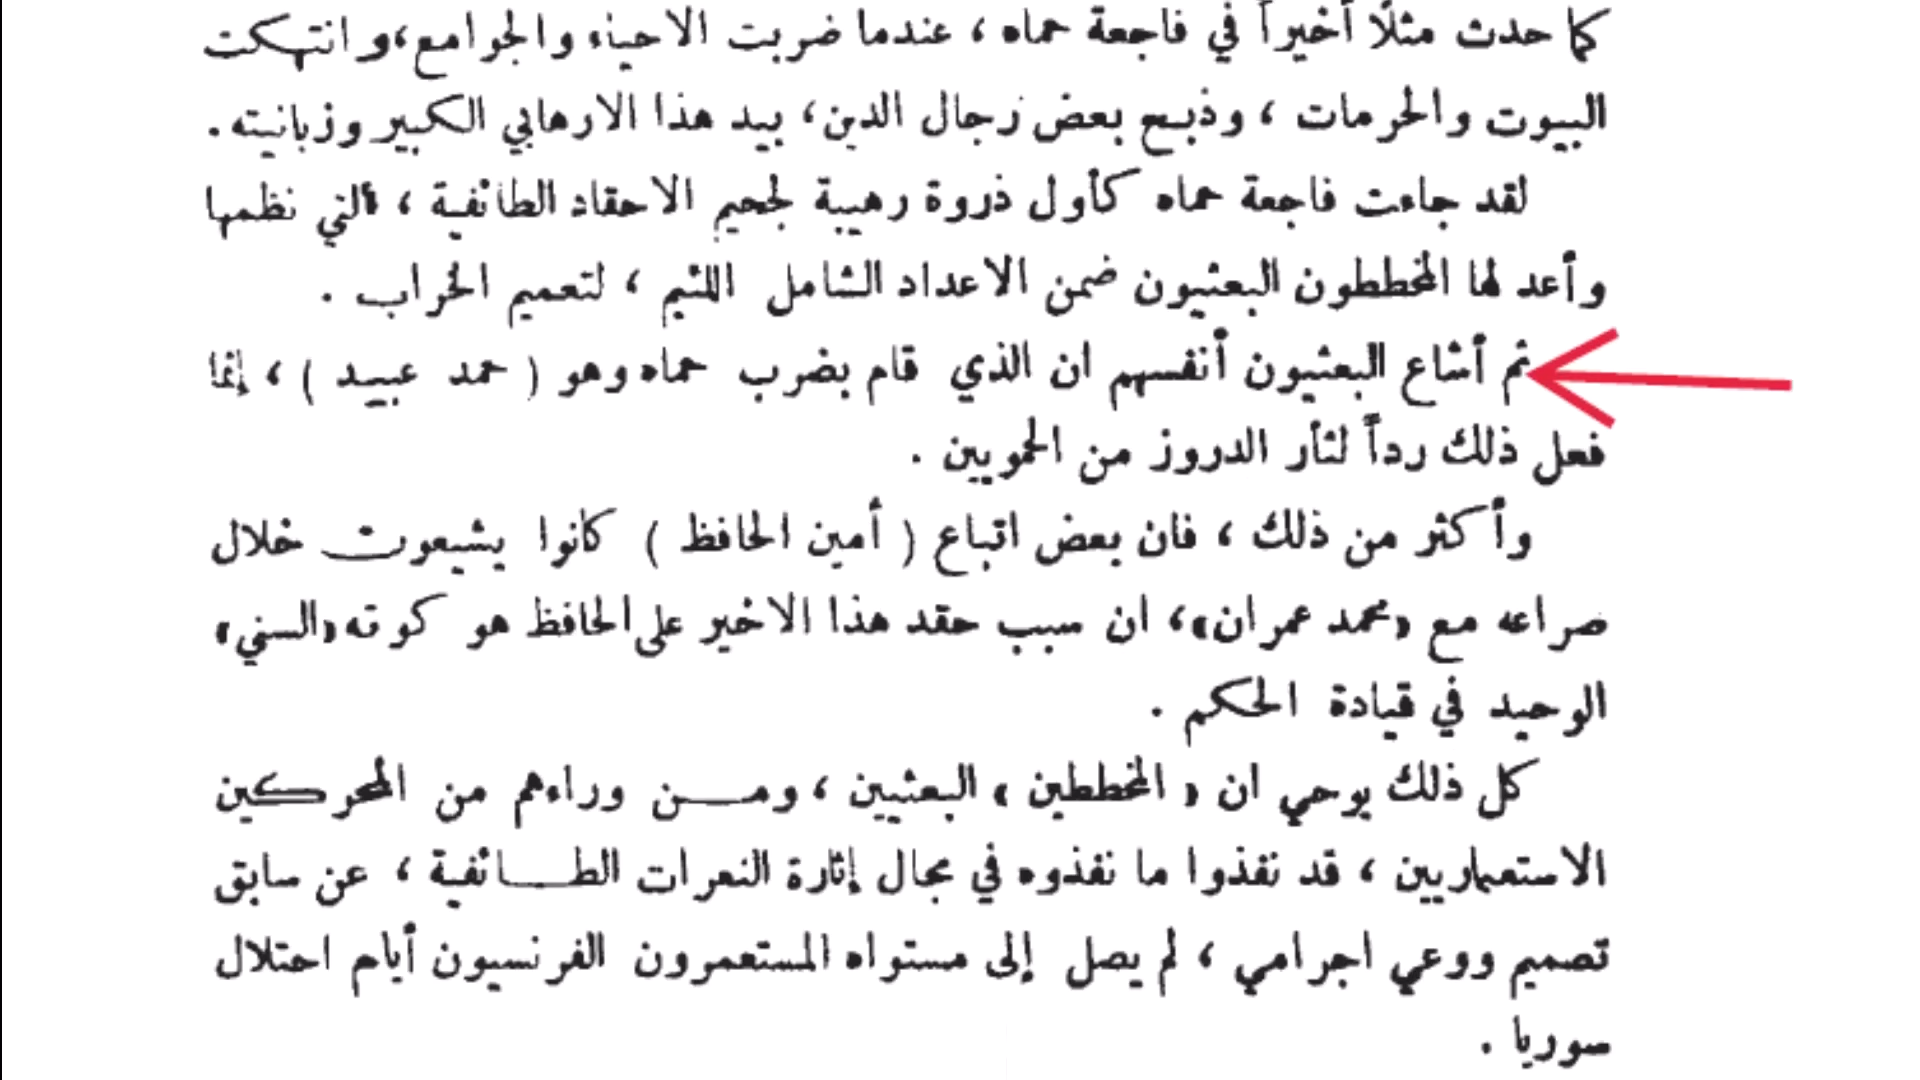 كما حدث مثلًا أخيراً في فاجعة حماه ، عندما ضربت الاحياء والجوامع، وانتهكت
البيوت والحرمات ، وذبح بعض رجال الدين، بيد هذا الارهابي الكبير وزبانيته .
لقد جاءت فاجعة حماه كأول ذروة رهيبة لجحيم الاحقاد الطائفية ، التي نظمها
وأعد لها المخططون البعثيون ضمن الاعداد الشامل اللئيم ، لتعميم الخراب .
ثم أشاع البعثيون أنفسهم ان الذي قام بضرب حماه وهو ( حمد عبيد ) ، إنما
فعل ذلك رداً لثأر الدروز من الحمويين .
وأكثر من ذلك ، فان بعض اتباع ( أمين الحافظ ) كانوا يشيعون خلال
صراعه مع «محمد عمران»، ان سبب حقد هذا الاخير على الحافظ هو كونه «السني»
الوحيد في قيادة الحكم .
كل ذلك يوحي ان « المخططين » البعثيين ، ومن وراءهم من المحركين
الاستعماريين ، قد نفذوا ما نفذوه في مجال إثارة النعرات الطائفية ، عن سابق
تصميم ووعي اجرامي ، لم يصل إلى مستواه المستعمرون الفرنسيون أيام احتلال
سوريا .